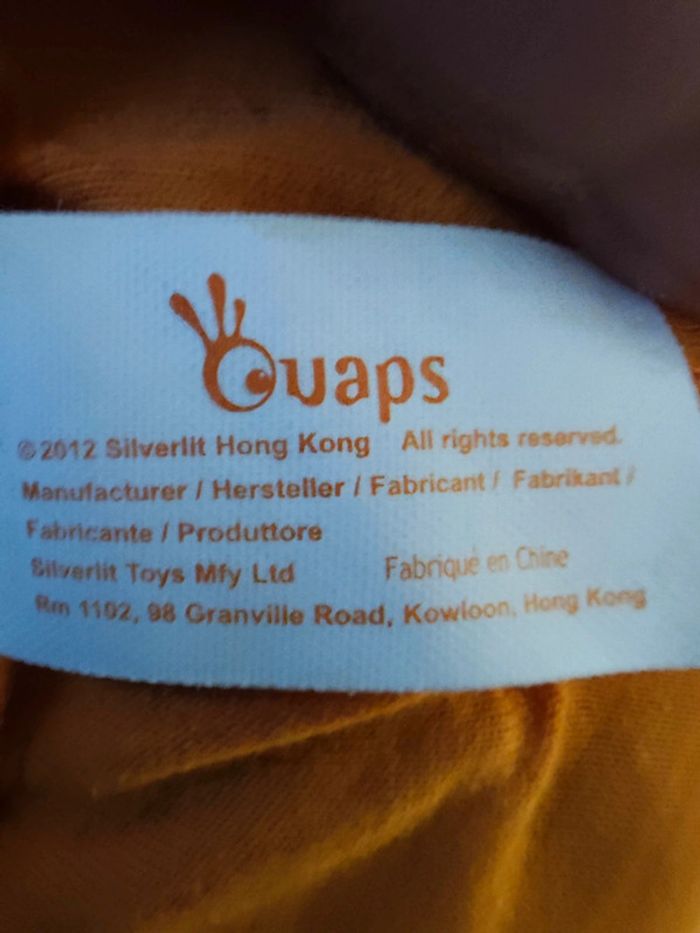 Ouaps
©2012 Silverlit Hong Kong All rights reserved.
Manufacturer / Hersteller / Fabricant / Fabrikant /
Fabricante / Produttore
Silverlit Toys Mfy Ltd Fabriqué en Chine
Rm 1102, 98 Granville Road, Kowloon, Hong Kong